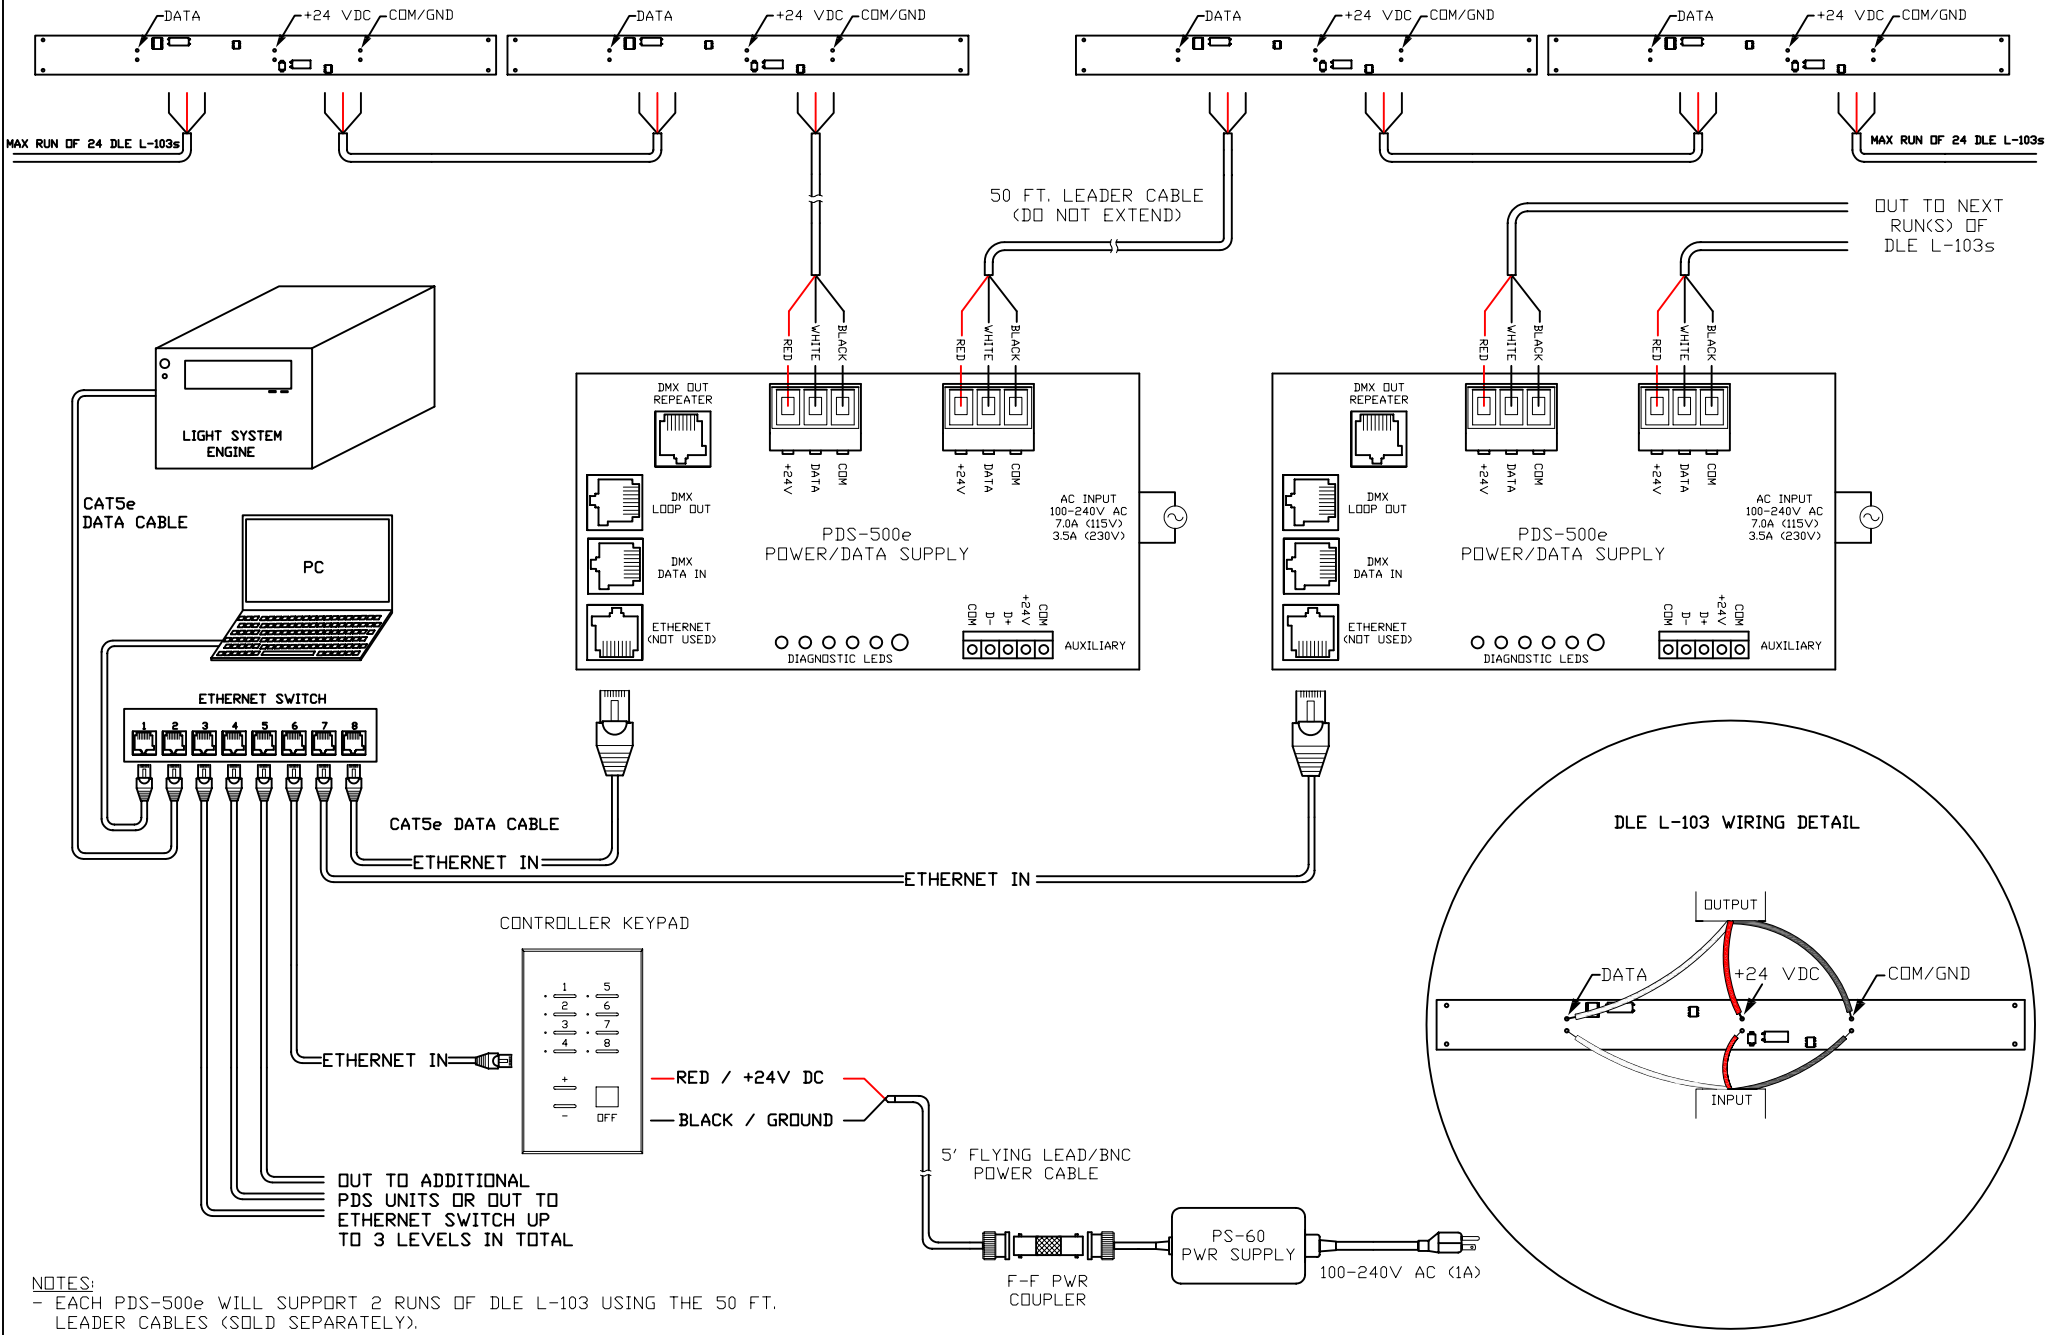 DATA
+24 VDC
COM/GND
DATA
+24 VDC
COM/GND
DATA
+24 VDC
COM/GND
DATA
+24 VDC
COM/GND
MAX RUN OF 24 DLE L-103s
MAX RUN OF 24 DLE L-103s
50 FT. LEADER CABLE
(DO NOT EXTEND)
OUT TO NEXT
RUN(S) OF
DLE L-103s
LIGHT SYSTEM
ENGINE
CAT5e
DATA CABLE
PC
RED
WHITE
BLACK
RED
WHITE
BLACK
DMX OUT
REPEATER
+24V
DATA
COM
+24V
DATA
COM
DMX
LOOP OUT
AC INPUT
100-240V AC
7.0A (115V)
3.5A (230V)
PDS-500e
POWER/DATA SUPPLY
DMX
DATA IN
ETHERNET
(NOT USED)
DIAGNOSTIC LEDS
COM
D-
D+
+24V
COM
AUXILIARY
RED
WHITE
BLACK
RED
WHITE
BLACK
DMX OUT
REPEATER
+24V
DATA
COM
+24V
DATA
COM
DMX
LOOP OUT
AC INPUT
100-240V AC
7.0A (115V)
3.5A (230V)
PDS-500e
POWER/DATA SUPPLY
DMX
DATA IN
ETHERNET
(NOT USED)
DIAGNOSTIC LEDS
COM
D-
D+
+24V
COM
AUXILIARY
ETHERNET SWITCH
1 2 3 4 5 6 7 8
CAT5e DATA CABLE
ETHERNET IN
ETHERNET IN
CONTROLLER KEYPAD
1 5
2 6
3 7
4 8
+
-
OFF
ETHERNET IN
RED / +24V DC
BLACK / GROUND
5' FLYING LEAD/BNC
POWER CABLE
OUT TO ADDITIONAL
PDS UNITS OR OUT TO
ETHERNET SWITCH UP
TO 3 LEVELS IN TOTAL
F-F PWR
COUPLER
PS-60
PWR SUPPLY
100-240V AC (1A)
DLE L-103 WIRING DETAIL
OUTPUT
DATA
+24 VDC
COM/GND
INPUT
NOTES:
- EACH PDS-500e WILL SUPPORT 2 RUNS OF DLE L-103 USING THE 50 FT.
LEADER CABLES (SOLD SEPARATELY).